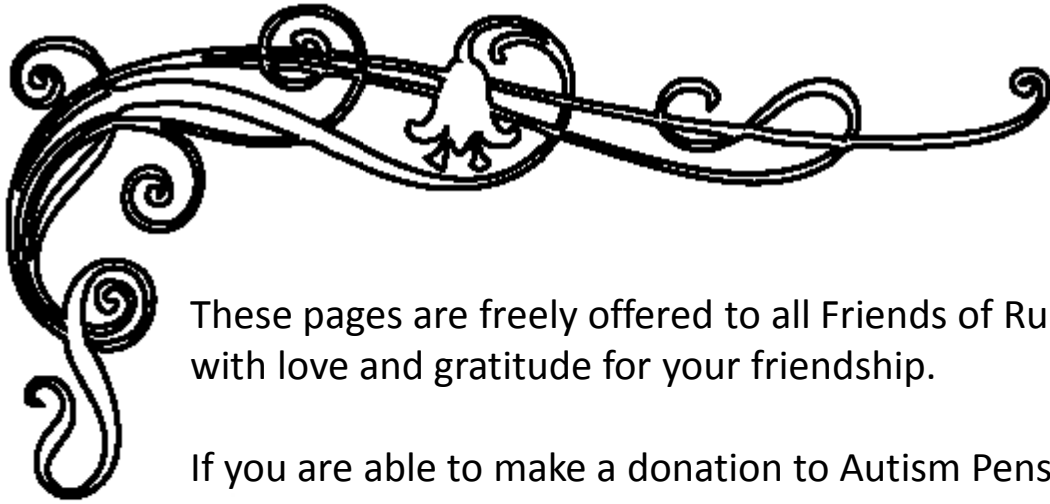 These pages are freely offered to all Friends of Ru
with love and gratitude for your friendship.
If you are able to make a donation to Autism Pens